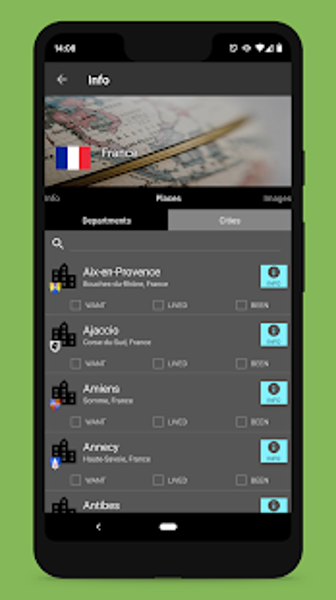 14:08
Info
France
Info
Places
Images
Departments
Cities
Aix-en-Provence
Bouches-du-Rhône, France
INFO
WANT
LIVED
BEEN
Ajaccio
Corse-du-Sud, France
INFO
WANT
LIVED
BEEN
Amiens
Somme, France
INFO
WANT
LIVED
BEEN
Annecy
Haute-Savoie, France
INFO
WANT
LIVED
BEEN
Antibes